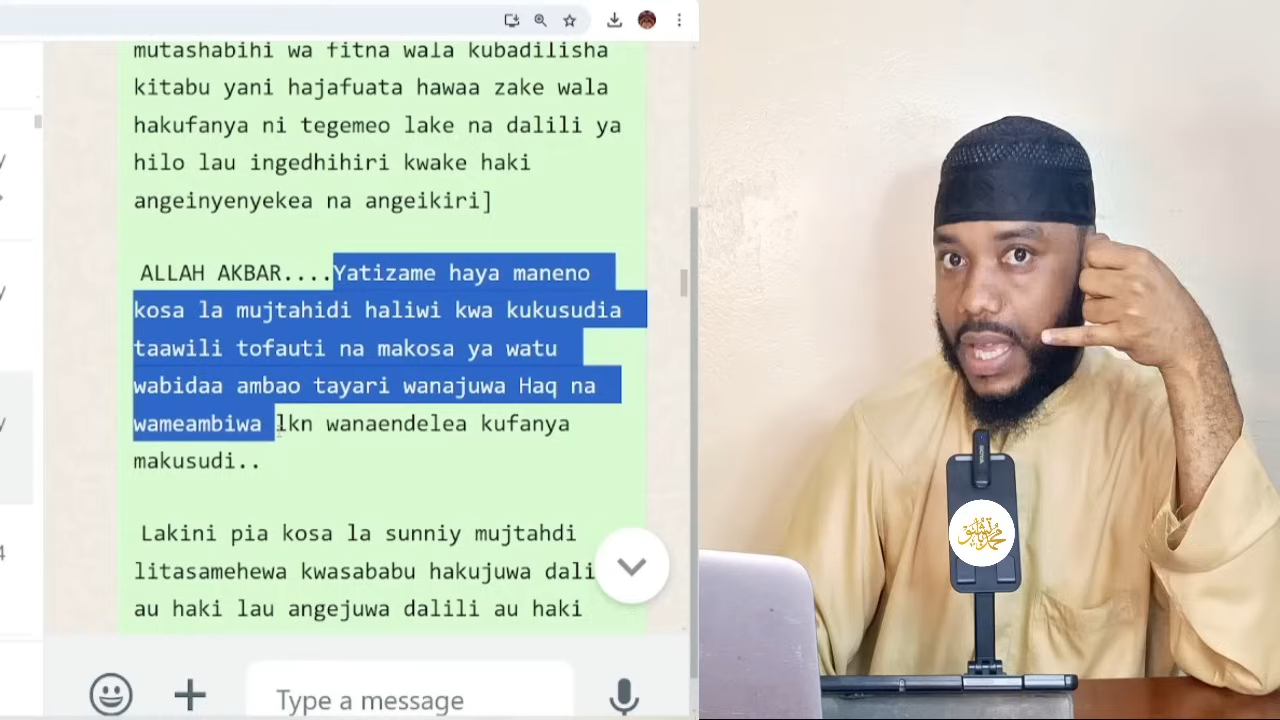 mutashabihi wa fitna wala kubadilisha
kitabu yani hajafuata hawaa zake wala
hakufanya ni tegemeo lake na dalili ya
hilo lau ingedhihiri kwake haki
angeinyenyekea na angeikiri]
ALLAH AKBAR....Yatizame haya maneno
kosa la mujtahidi haliwi kwa kukusudia
taawili tofauti na makosa ya watu
wabidaa ambao tayari wanajuwa Haq na
wameambiwa lkn wanaendelea kufanya
makusudi..
Lakini pia kosa la sunniy mujtahdi
litasamehewa kwasababu hakujuwa dali
au haki lau angejuwa dalili au haki
Type a message